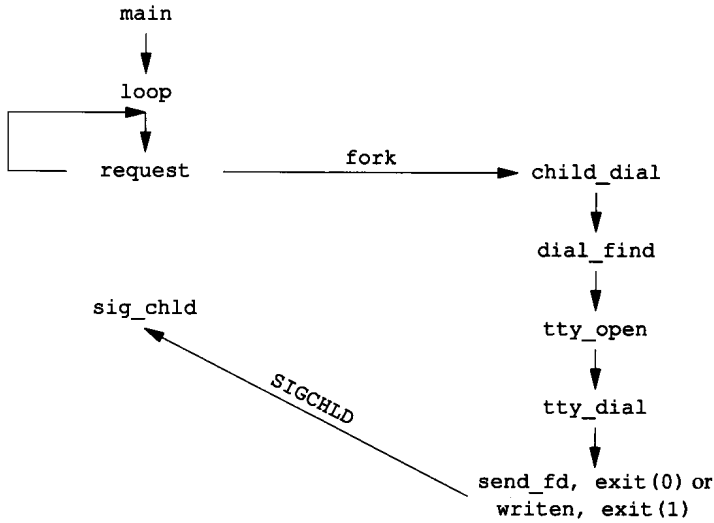 main
loop
request
fork
child_dial
dial_find
sig_chld
tty_open
SIGCHLD
tty_dial
send_fd, exit(0) or
writen, exit(1)